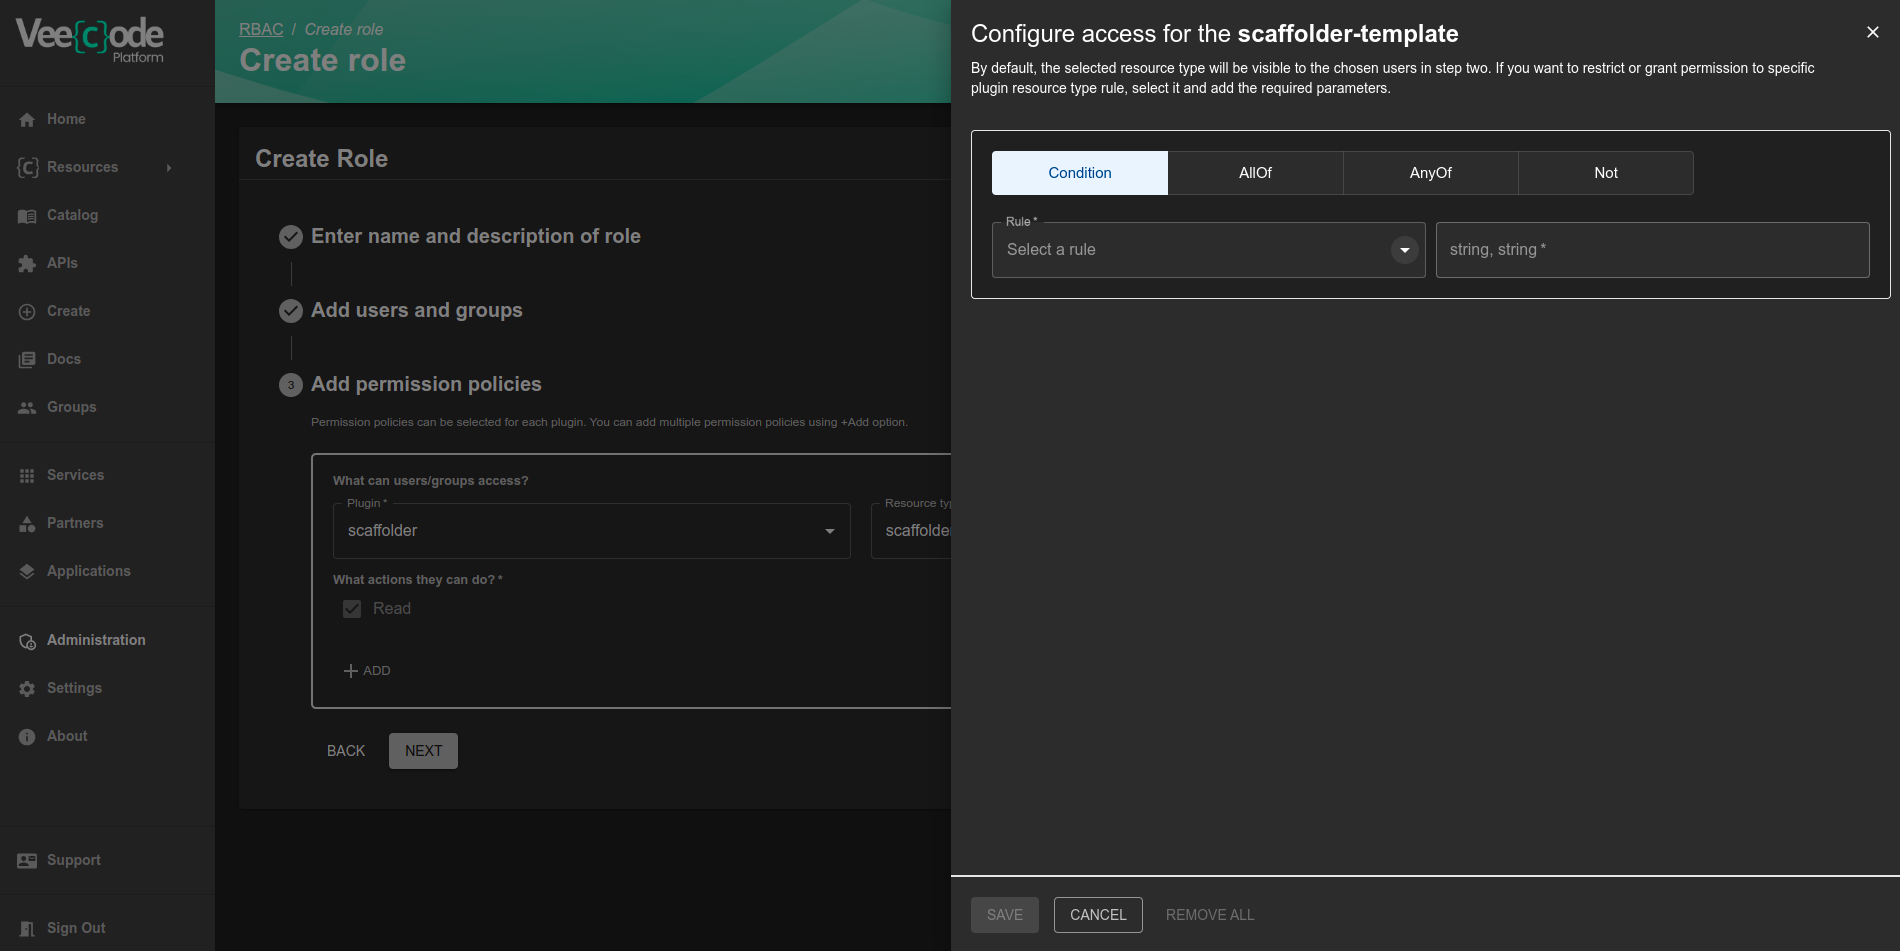 Vee{c}ode
Platform
Home
{C} Resources
Catalog
APIs
Create
Docs
Groups
Services
Partners
Applications
Administration
Settings
About
Support
Sign Out
RBAC / Create role
Create role
Create Role
Enter name and description of role
Add users and groups
3 Add permission policies
Permission policies can be selected for each plugin. You can add multiple permission policies using +Add option.
What can users/groups access?
Plugin *
scaffolder
Resource ty
scaffolde
What actions they can do? *
Read
ADD
BACK NEXT
Configure access for the scaffolder-template
By default, the selected resource type will be visible to the chosen users in step two. If you want to restrict or grant permission to specific
plugin resource type rule, select it and add the required parameters.
Condition AllOf AnyOf Not
Rule *
Select a rule
string, string *
SAVE CANCEL REMOVE ALL